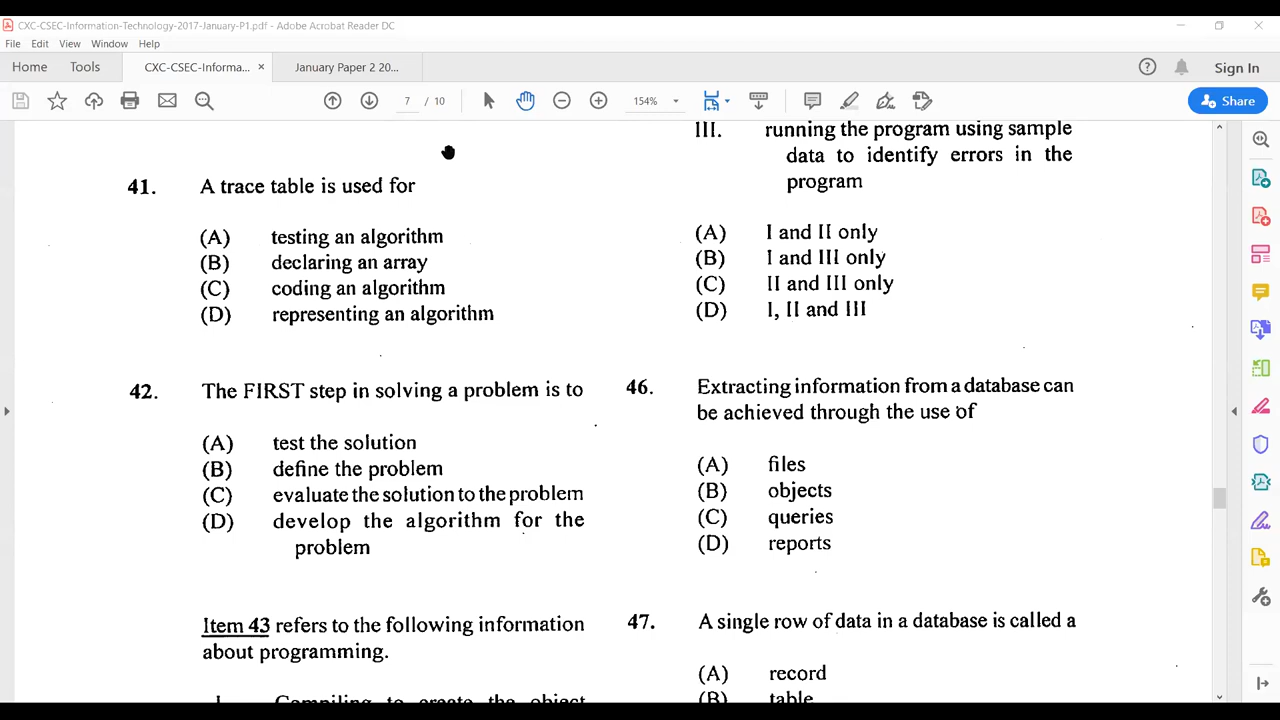 CXC-CSEC-Information-Technology-2017-January-P1.pdf - Adobe Acrobat Reader DC
File Edit View Window Help
Home Tools CXC-CSEC-Informa... × January Paper 2 20... Sign In
7 / 10 154% Share
41. A trace table is used for
(A) testing an algorithm
(B) declaring an array
(C) coding an algorithm
(D) representing an algorithm
42. The FIRST step in solving a problem is to
(A) test the solution
(B) define the problem
(C) evaluate the solution to the problem
(D) develop the algorithm for the
problem
Item 43 refers to the following information
about programming.
I. Compiling to create the object
III. running the program using sample
data to identify errors in the
program
(A) I and II only
(B) I and III only
(C) II and III only
(D) I, II and III
46. Extracting information from a database can
be achieved through the use of
(A) files
(B) objects
(C) queries
(D) reports
47. A single row of data in a database is called a
(A) record
(B) table